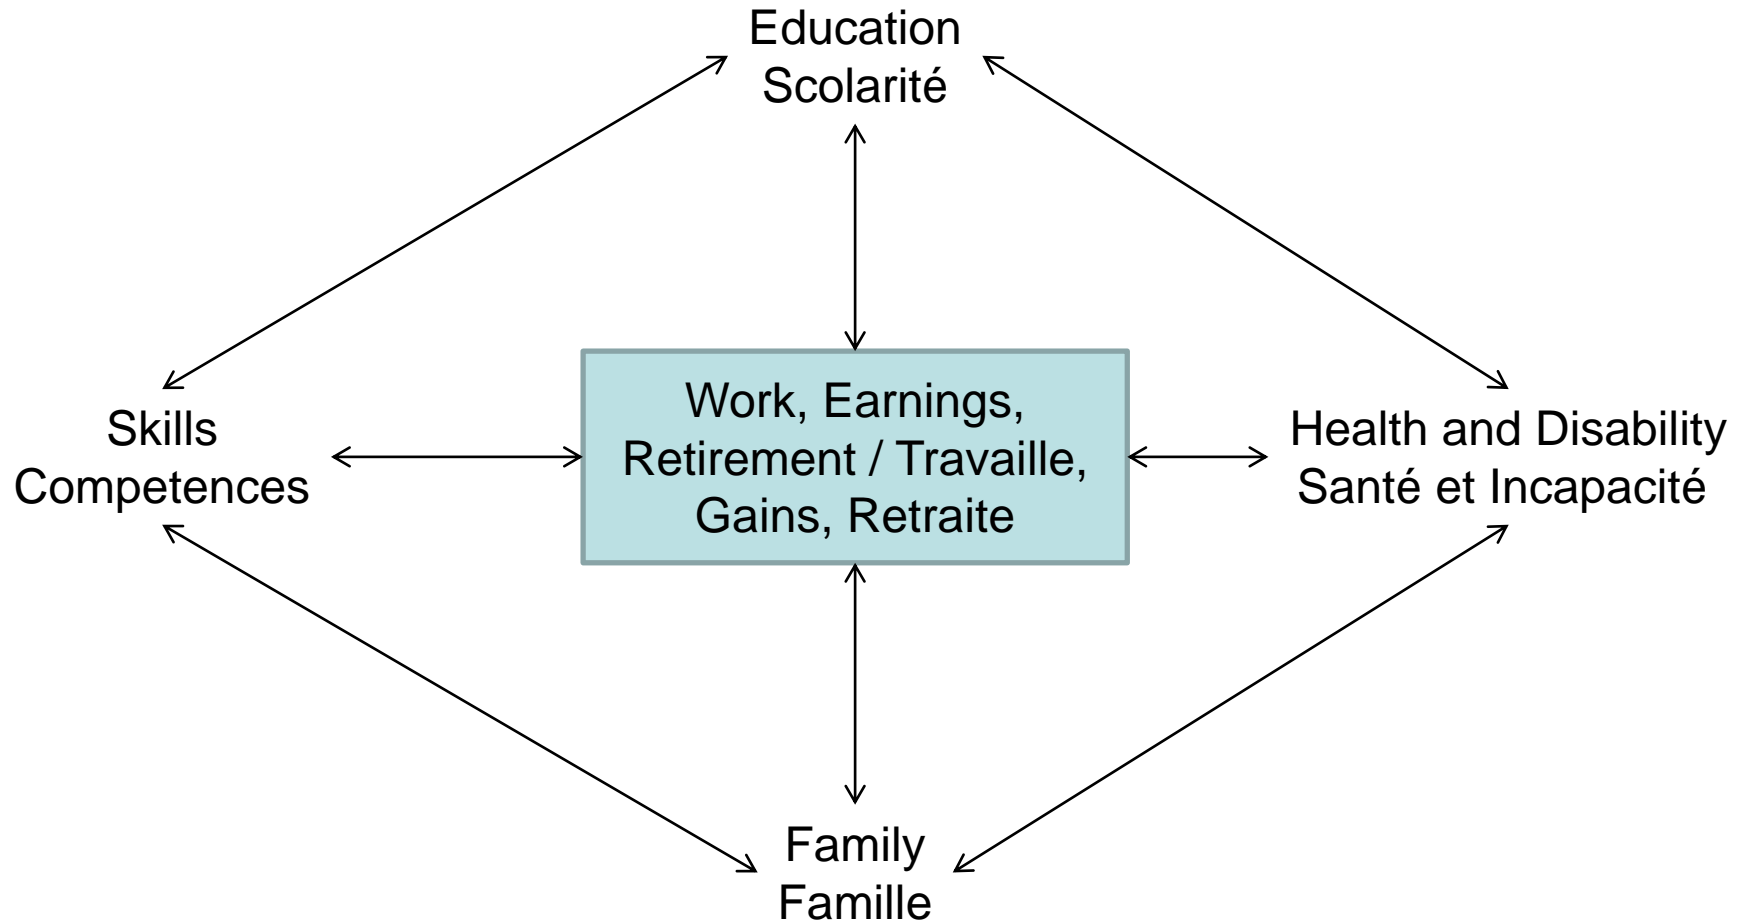 Education
Scolarité
Work, Earnings,
Retirement / Travaille,
Gains, Retraite
Skills
Competences
Health and Disability
Santé et Incapacité
Family
Famille